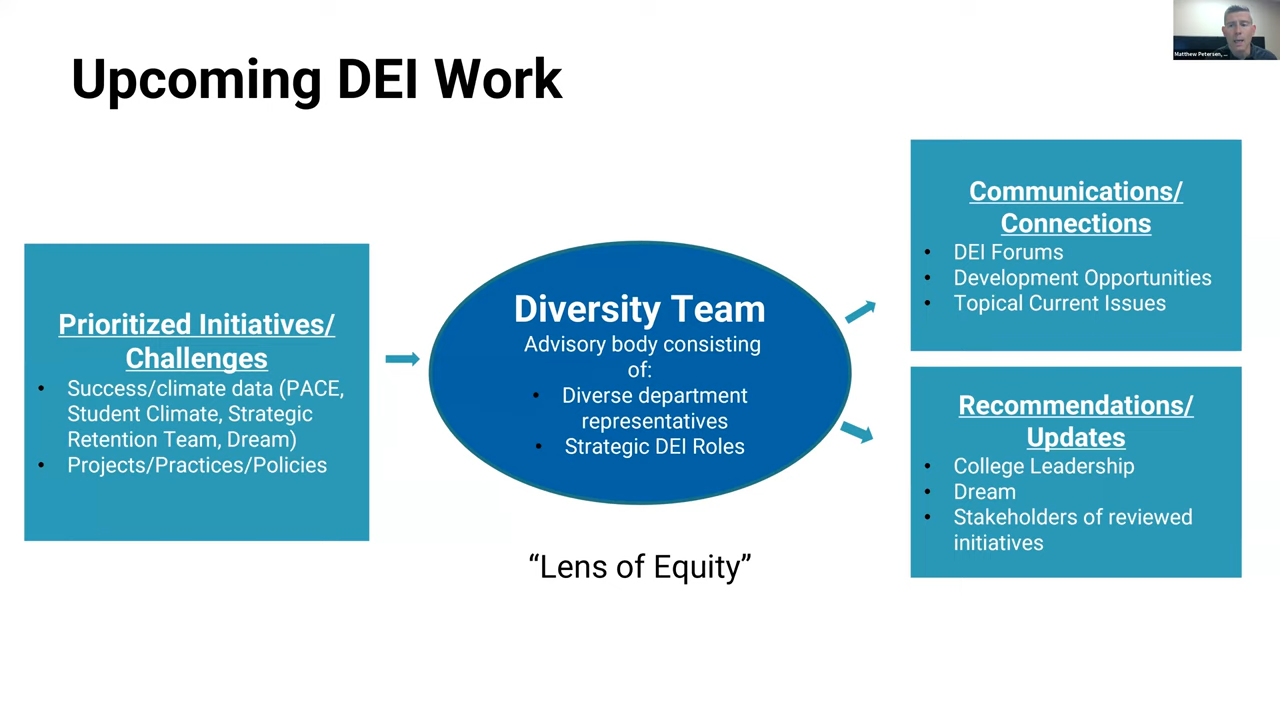 Upcoming DEI Work
Matthew Petersen, ...
Prioritized Initiatives/
Challenges
• Success/climate data (PACE,
Student Climate, Strategic
Retention Team, Dream)
• Projects/Practices/Policies
Diversity Team
Advisory body consisting
of:
• Diverse department
representatives
• Strategic DEI Roles
“Lens of Equity”
Communications/
Connections
• DEI Forums
• Development Opportunities
• Topical Current Issues
Recommendations/
Updates
• College Leadership
• Dream
• Stakeholders of reviewed
initiatives